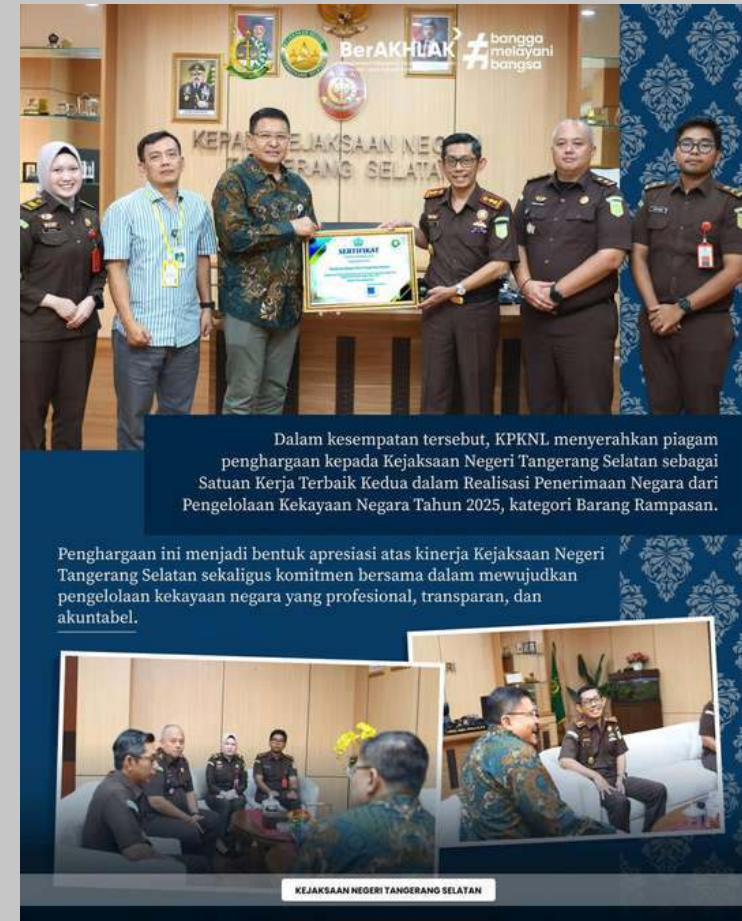 BerAKHLAK
#bangga
melayani
bangsa
KEPALA KEJAKSAAN NEGERI
TANGERANG SELATAN
SERTIFIKAT
Dalam kesempatan tersebut, KPKNL menyerahkan piagam
penghargaan kepada Kejaksaan Negeri Tangerang Selatan sebagai
Satuan Kerja Terbaik Kedua dalam Realisasi Penerimaan Negara dari
Pengelolaan Kekayaan Negara Tahun 2025, kategori Barang Rampasan.
Penghargaan ini menjadi bentuk apresiasi atas kinerja Kejaksaan Negeri
Tangerang Selatan sekaligus komitmen bersama dalam mewujudkan
pengelolaan kekayaan negara yang profesional, transparan, dan
akuntabel.
KEJAKSAAN NEGERI TANGERANG SELATAN